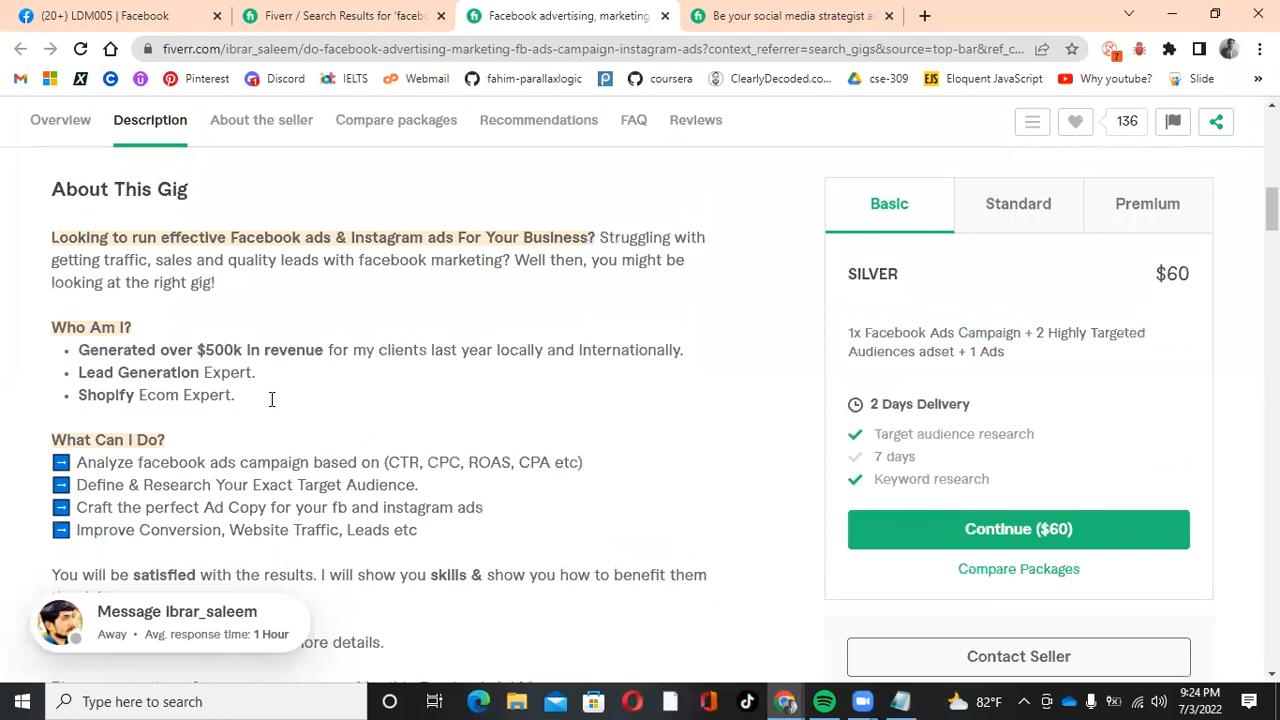 (20+) LDM005 | Facebook
Fiverr / Search Results for 'faceb
Facebook advertising, marketing,
Be your social media strategist a
fiverr.com/ibrar_saleem/do-facebook-advertising-marketing-fb-ads-campaign-instagram-ads?context_referrer=search_gigs&source=top-bar&ref_c...
7
Pinterest
Discord
IELTS
Webmail
fahim-parallaxlogic
coursera
ClearlyDecoded.co...
cse-309
EJS
Eloquent JavaScript
Why youtube?
Slide
»
Overview
Description
About the seller
Compare packages
Recommendations
FAQ
Reviews
136
About This Gig
Looking to run effective Facebook ads & Instagram ads For Your Business? Struggling with
getting traffic, sales and quality leads with facebook marketing? Well then, you might be
looking at the right gig!
Who Am I?
• Generated over $500k in revenue for my clients last year locally and Internationally.
• Lead Generation Expert.
• Shopify Ecom Expert.
What Can I Do?
➡ Analyze facebook ads campaign based on (CTR, CPC, ROAS, CPA etc)
➡ Define & Research Your Exact Target Audience.
➡ Craft the perfect Ad Copy for your fb and instagram ads
➡ Improve Conversion, Website Traffic, Leads etc
You will be satisfied with the results. I will show you skills & show you how to benefit them
ore details.
Message Ibrar_saleem
Away • Avg. response time: 1 Hour
Basic
Standard
Premium
SILVER
$60
1x Facebook Ads Campaign + 2 Highly Targeted
Audiences adset + 1 Ads
2 Days Delivery
Target audience research
7 days
Keyword research
Continue ($60)
Compare Packages
Contact Seller
Type here to search
82°F
9:24 PM
7/3/2022